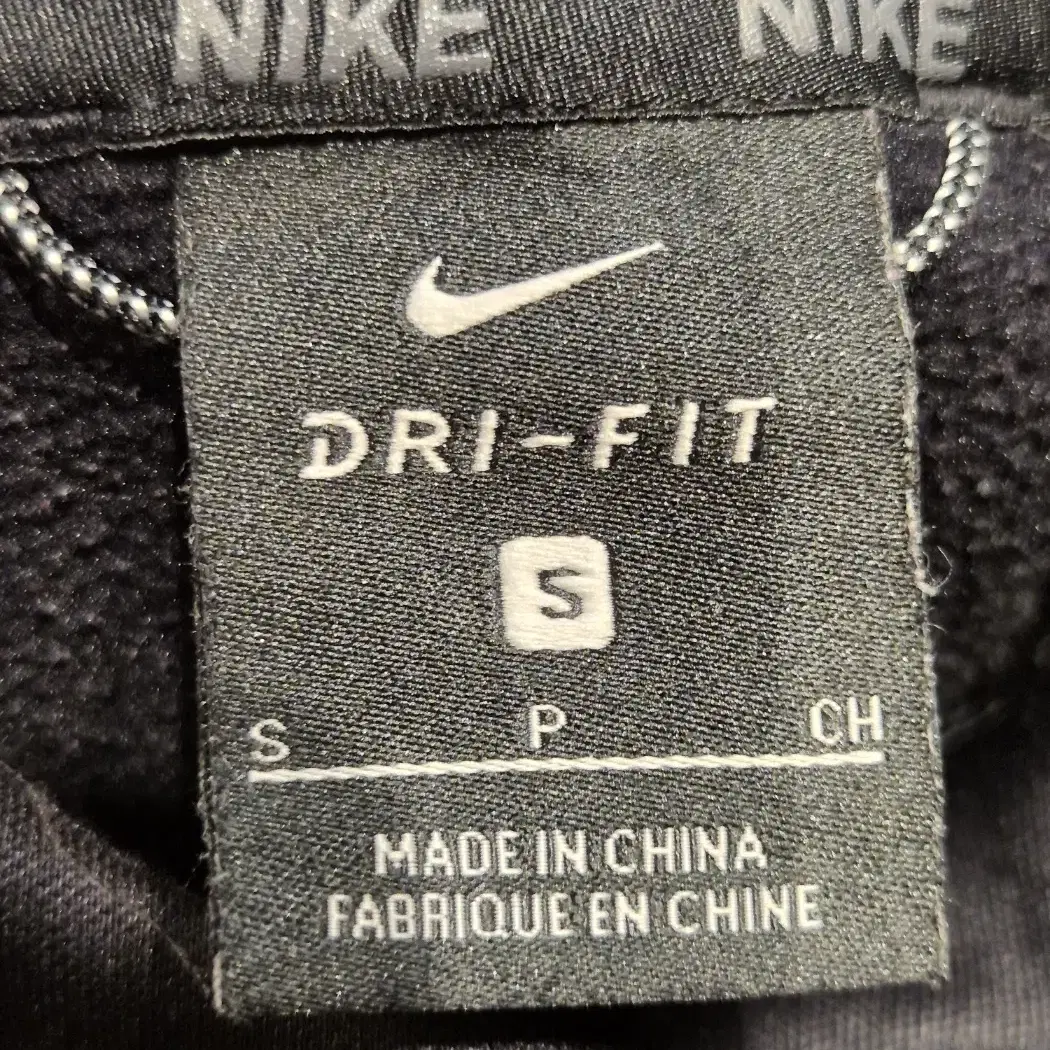 NIKE NIKE
DRI-FIT
S
S P CH
MADE IN CHINA
FABRIQUE EN CHINE